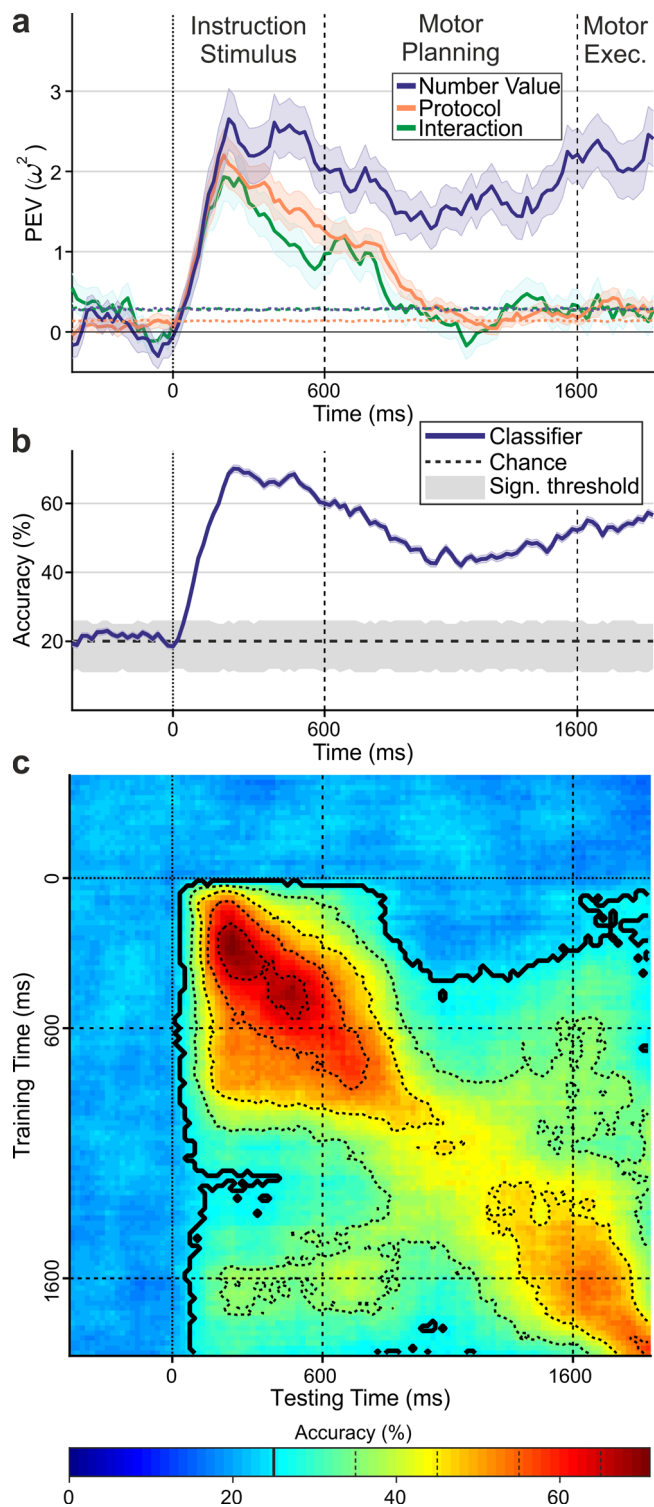 a
Instruction
Stimulus
Motor
Planning
Motor
Exec.
Number Value
Protocol
Interaction
PEV (ω²)
3
2
1
0
0
600
1600
Time (ms)
b
Classifier
Chance
Sign. threshold
Accuracy (%)
60
40
20
0
600
1600
Time (ms)
c
Training Time (ms)
0
600
1600
0
600
1600
Testing Time (ms)
Accuracy (%)
0
20
40
60